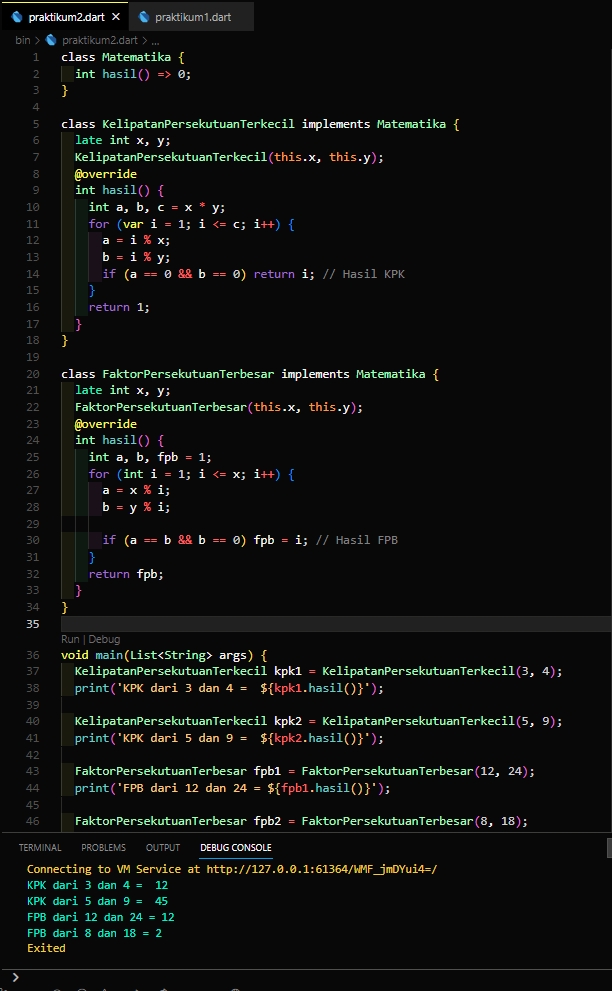 praktikum2.dart × praktikum1.dart
bin > praktikum2.dart > ...
1 class Matematika {
2 int hasil() => 0;
3 }
4
5 class KelipatanPersekutuanTerkecil implements Matematika {
6 late int x, y;
7 KelipatanPersekutuanTerkecil(this.x, this.y);
8 @override
9 int hasil() {
10 int a, b, c = x * y;
11 for (var i = 1; i <= c; i++) {
12 a = i % x;
13 b = i % y;
14 if (a == 0 && b == 0) return i; // Hasil KPK
15 }
16 return 1;
17 }
18 }
19
20 class FaktorPersekutuanTerbesar implements Matematika {
21 late int x, y;
22 FaktorPersekutuanTerbesar(this.x, this.y);
23 @override
24 int hasil() {
25 int a, b, fpb = 1;
26 for (int i = 1; i <= x; i++) {
27 a = x % i;
28 b = y % i;
29
30 if (a == b && b == 0) fpb = i; // Hasil FPB
31 }
32 return fpb;
33 }
34 }
35
Run | Debug
36 void main(List<String> args) {
37 KelipatanPersekutuanTerkecil kpk1 = KelipatanPersekutuanTerkecil(3, 4);
38 print('KPK dari 3 dan 4 =  ${kpk1.hasil()}');
39
40 KelipatanPersekutuanTerkecil kpk2 = KelipatanPersekutuanTerkecil(5, 9);
41 print('KPK dari 5 dan 9 =  ${kpk2.hasil()}');
42
43 FaktorPersekutuanTerbesar fpb1 = FaktorPersekutuanTerbesar(12, 24);
44 print('FPB dari 12 dan 24 = ${fpb1.hasil()}');
45
46 FaktorPersekutuanTerbesar fpb2 = FaktorPersekutuanTerbesar(8, 18);
TERMINAL PROBLEMS OUTPUT DEBUG CONSOLE
Connecting to VM Service at http://127.0.0.1:61364/WMF_jmDYui4=/
KPK dari 3 dan 4 =  12
KPK dari 5 dan 9 =  45
FPB dari 12 dan 24 = 12
FPB dari 8 dan 18 = 2
Exited
>